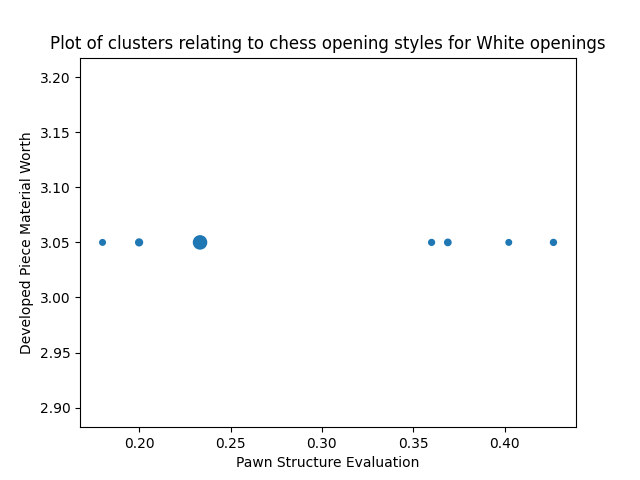 Plot of clusters relating to chess opening styles for White openings
3.20
3.15
3.10
3.05
3.00
2.95
2.90
Developed Piece Material Worth
0.20 0.25 0.30 0.35 0.40
Pawn Structure Evaluation